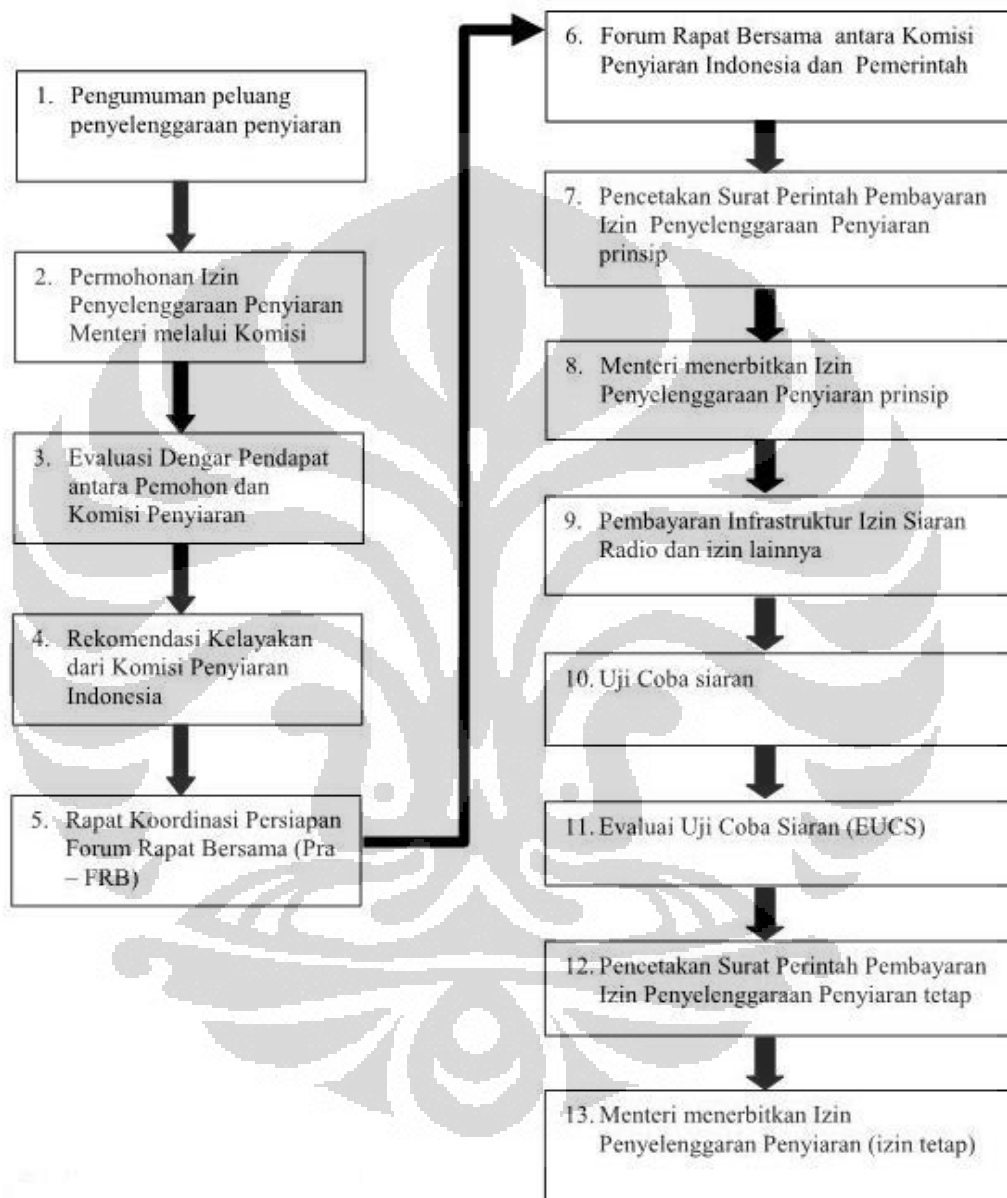 1. Pengumuman peluang
penyelenggaraan penyiaran
2. Permohonan Izin
Penyelenggaraan Penyiaran
Menteri melalui Komisi
3. Evaluasi Dengar Pendapat
antara Pemohon dan
Komisi Penyiaran
4. Rekomendasi Kelayakan
dari Komisi Penyiaran
Indonesia
5. Rapat Koordinasi Persiapan
Forum Rapat Bersama (Pra
– FRB)
6. Forum Rapat Bersama antara Komisi
Penyiaran Indonesia dan Pemerintah
7. Pencetakan Surat Perintah Pembayaran
Izin Penyelenggaraan Penyiaran
prinsip
8. Menteri menerbitkan Izin
Penyelenggaraan Penyiaran prinsip
9. Pembayaran Infrastruktur Izin Siaran
Radio dan izin lainnya
10. Uji Coba siaran
11. Evaluai Uji Coba Siaran (EUCS)
12. Pencetakan Surat Perintah Pembayaran
Izin Penyelenggaraan Penyiaran tetap
13. Menteri menerbitkan Izin
Penyelenggaran Penyiaran (izin tetap)